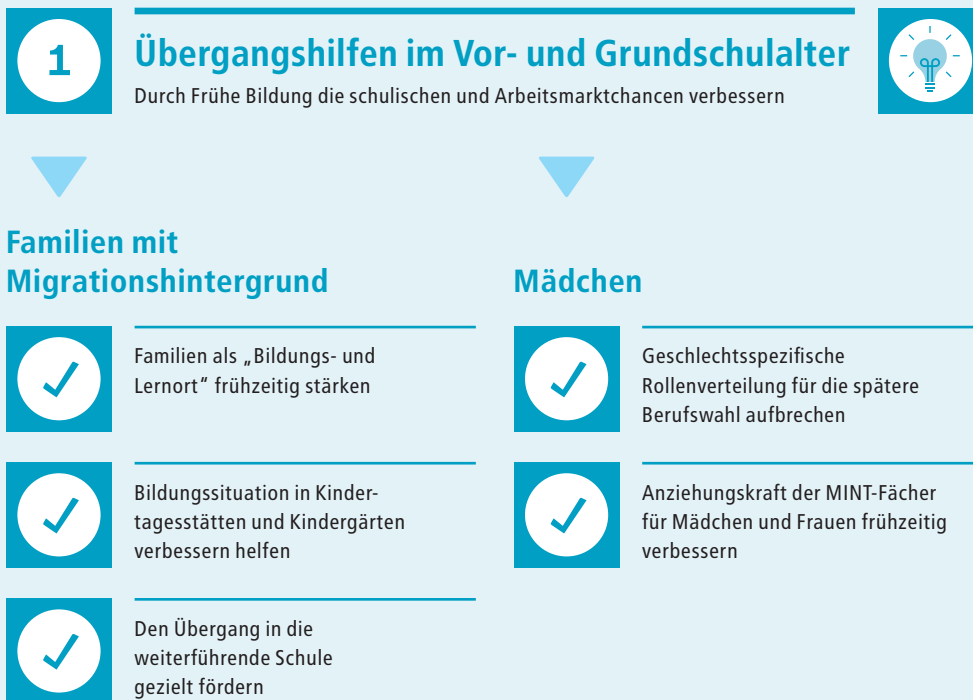 1
Übergangshilfen im Vor- und Grundschulalter
Durch Frühe Bildung die schulischen und Arbeitsmarktchancen verbessern
Familien mit
Migrationshintergrund
Familien als „Bildungs- und
Lernort“ frühzeitig stärken
Bildungssituation in Kinder-
tagesstätten und Kindergärten
verbessern helfen
Den Übergang in die
weiterführende Schule
gezielt fördern
Mädchen
Geschlechtsspezifische
Rollenverteilung für die spätere
Berufswahl aufbrechen
Anziehungskraft der MINT-Fächer
für Mädchen und Frauen frühzeitig
verbessern